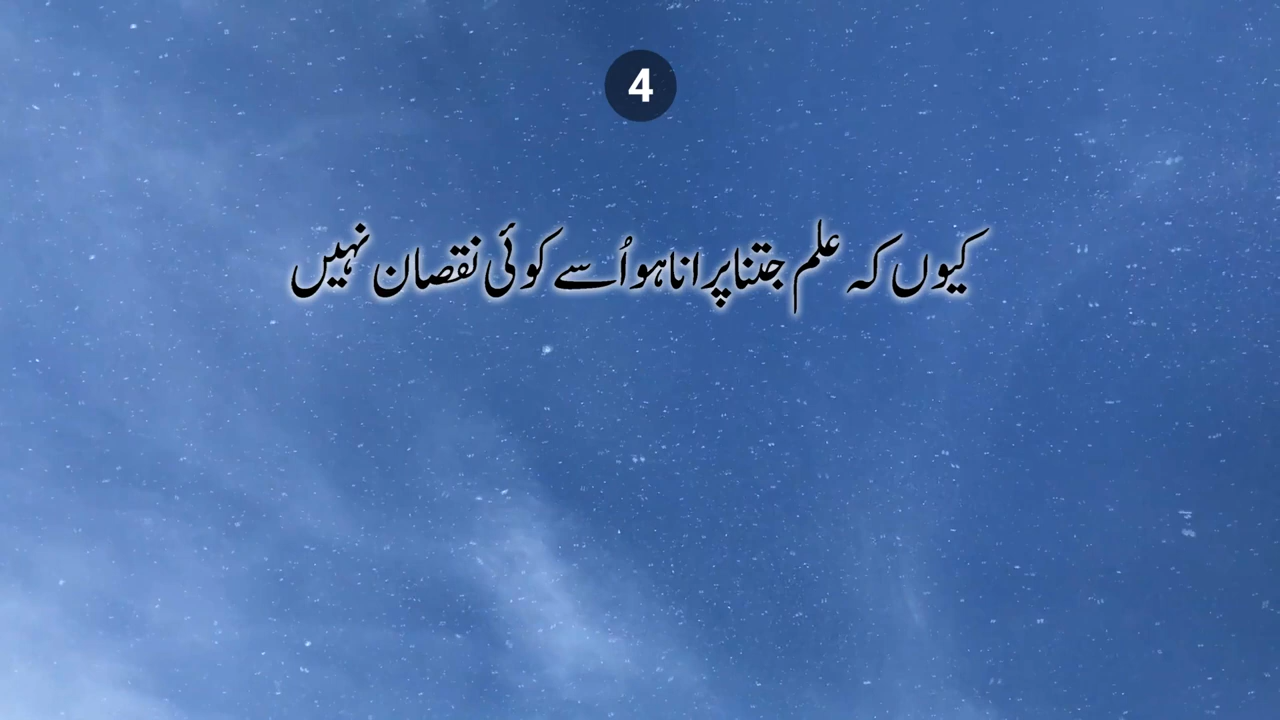 4
کیوں کہ علم جتنا پرانا ہو اُسے کوئی نقصان نہیں